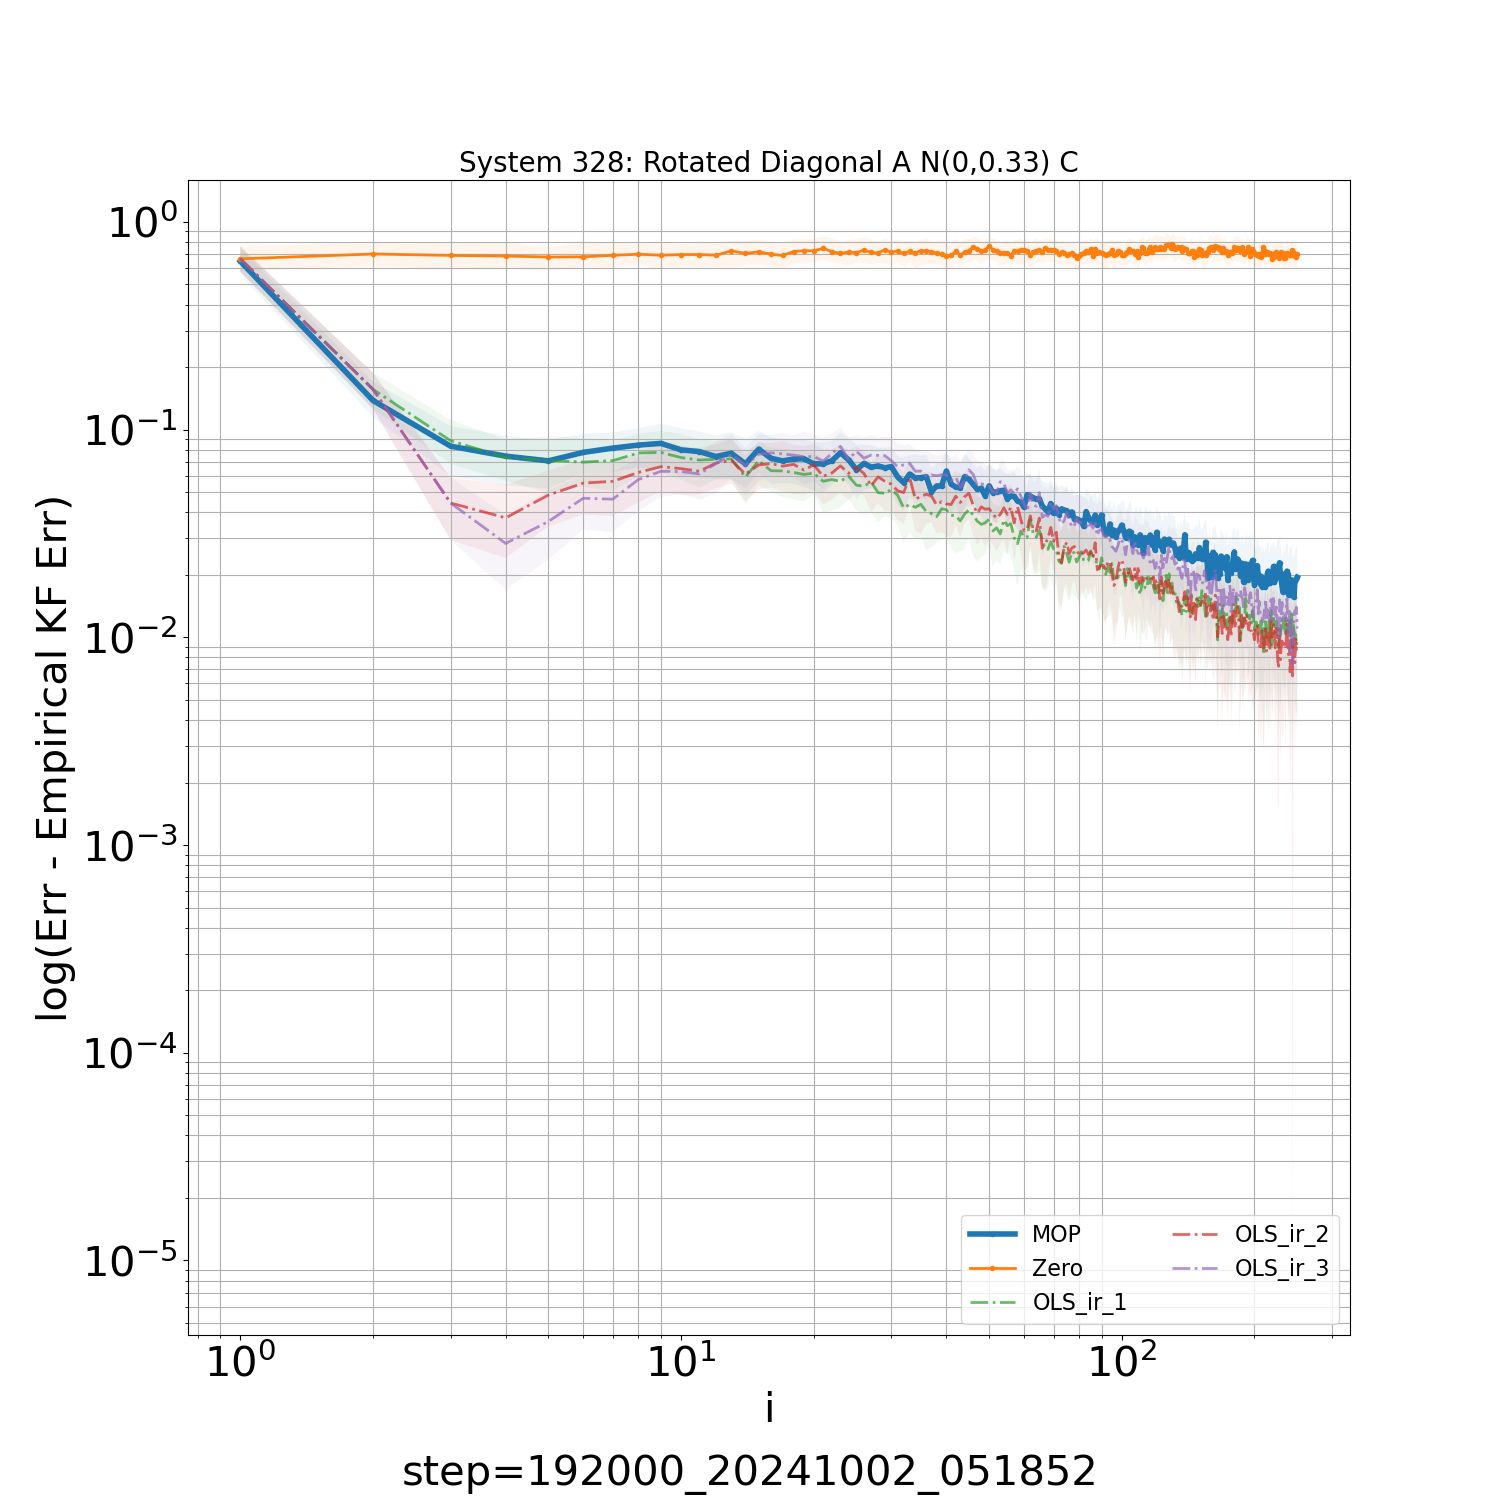 System 328: Rotated Diagonal A N(0,0.33) C
log(Err - Empirical KF Err)
10⁰
10⁻¹
10⁻²
10⁻³
10⁻⁴
10⁻⁵
MOP
Zero
OLS_ir_1
OLS_ir_2
OLS_ir_3
10⁰ 10¹ 10²
i
step=192000_20241002_051852